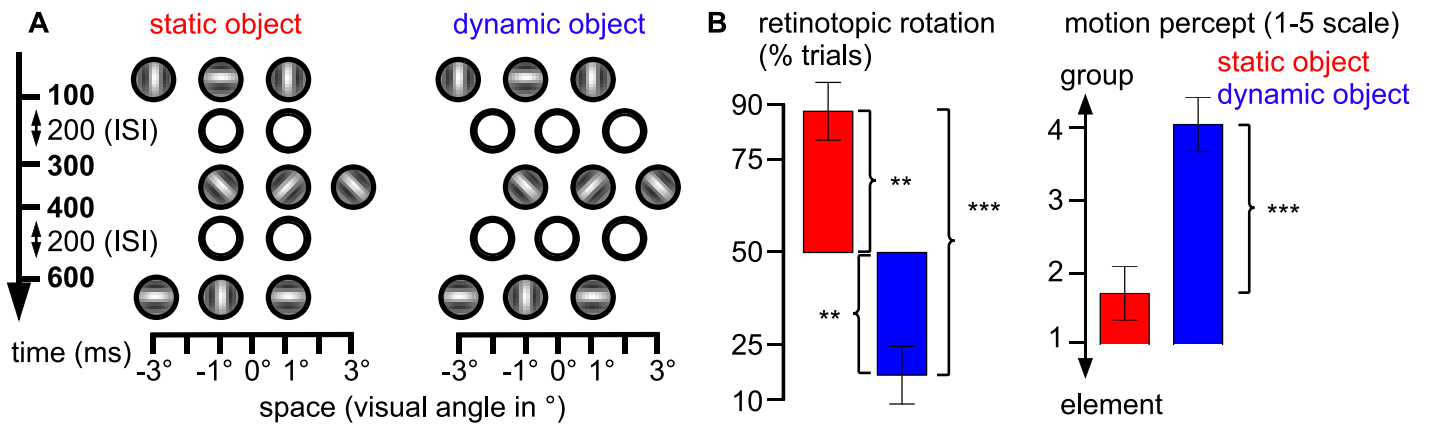 A
static object
dynamic object
100
200 (ISI)
300
400
200 (ISI)
600
time (ms)
-3° -1° 0° 1° 3°
-3° -1° 0° 1° 3°
space (visual angle in °)
B
retinotopic rotation
(% trials)
90
75
50
25
10
**
**
***
motion percept (1-5 scale)
group
static object
dynamic object
4
3
2
1
***
element